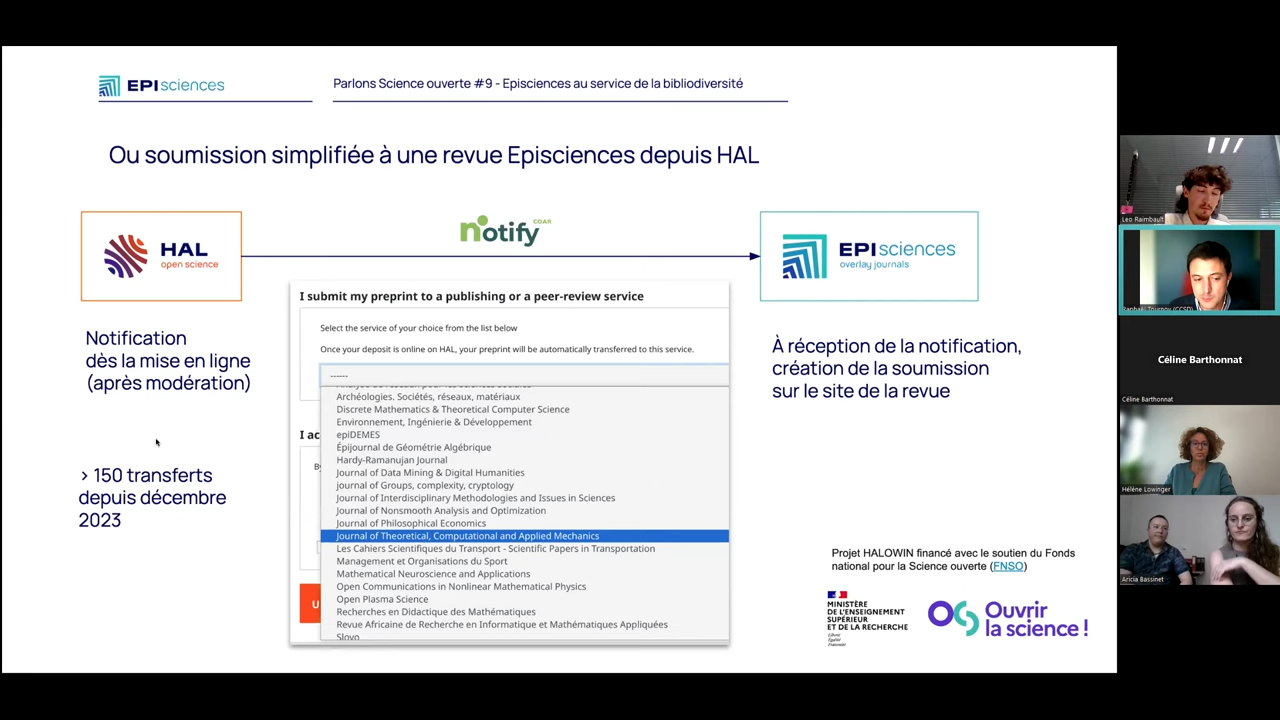 EPIsciences
Parlons Science ouverte #9 - Episciences au service de la bibliodiversité
Ou soumission simplifiée à une revue Episciences depuis HAL
HAL
open science
notify
COAR
EPIsciences
overlay journals
Notification
dès la mise en ligne
(après modération)
> 150 transferts
depuis décembre
2023
I submit my preprint to a publishing or a peer-review service
Select the service of your choice from the list below
Once your deposit is online on HAL, your preprint will be automatically transferred to this service.
------
Archéologies. Sociétés, réseaux, matériaux
Discrete Mathematics & Theoretical Computer Science
Environnement, Ingénierie & Développement
epiDEMES
Épijournal de Géométrie Algébrique
Hardy-Ramanujan Journal
Journal of Data Mining & Digital Humanities
journal of Groups, complexity, cryptology
Journal of Interdisciplinary Methodologies and Issues in Sciences
Journal of Nonsmooth Analysis and Optimization
Journal of Philosophical Economics
Journal of Theoretical, Computational and Applied Mechanics
Les Cahiers Scientifiques du Transport - Scientific Papers in Transportation
Management et Organisations du Sport
Mathematical Neuroscience and Applications
Open Communications in Nonlinear Mathematical Physics
Open Plasma Science
Recherches en Didactique des Mathématiques
Revue Africaine de Recherche en Informatique et Mathématiques Appliquées
Slovo
I ac
By
U
À réception de la notification,
création de la soumission
sur le site de la revue
Projet HALOWIN financé avec le soutien du Fonds
national pour la Science ouverte (FNSO)
MINISTÈRE
DE L'ENSEIGNEMENT
SUPÉRIEUR
ET DE LA RECHERCHE
Liberté
Égalité
Fraternité
Ouvrir
la science !
Leo Raimbault
Raphaël Tournoy (CCSD)
Céline Barthonnat
Céline Barthonnat
Hélène Lowinger
Aricia Bassinet